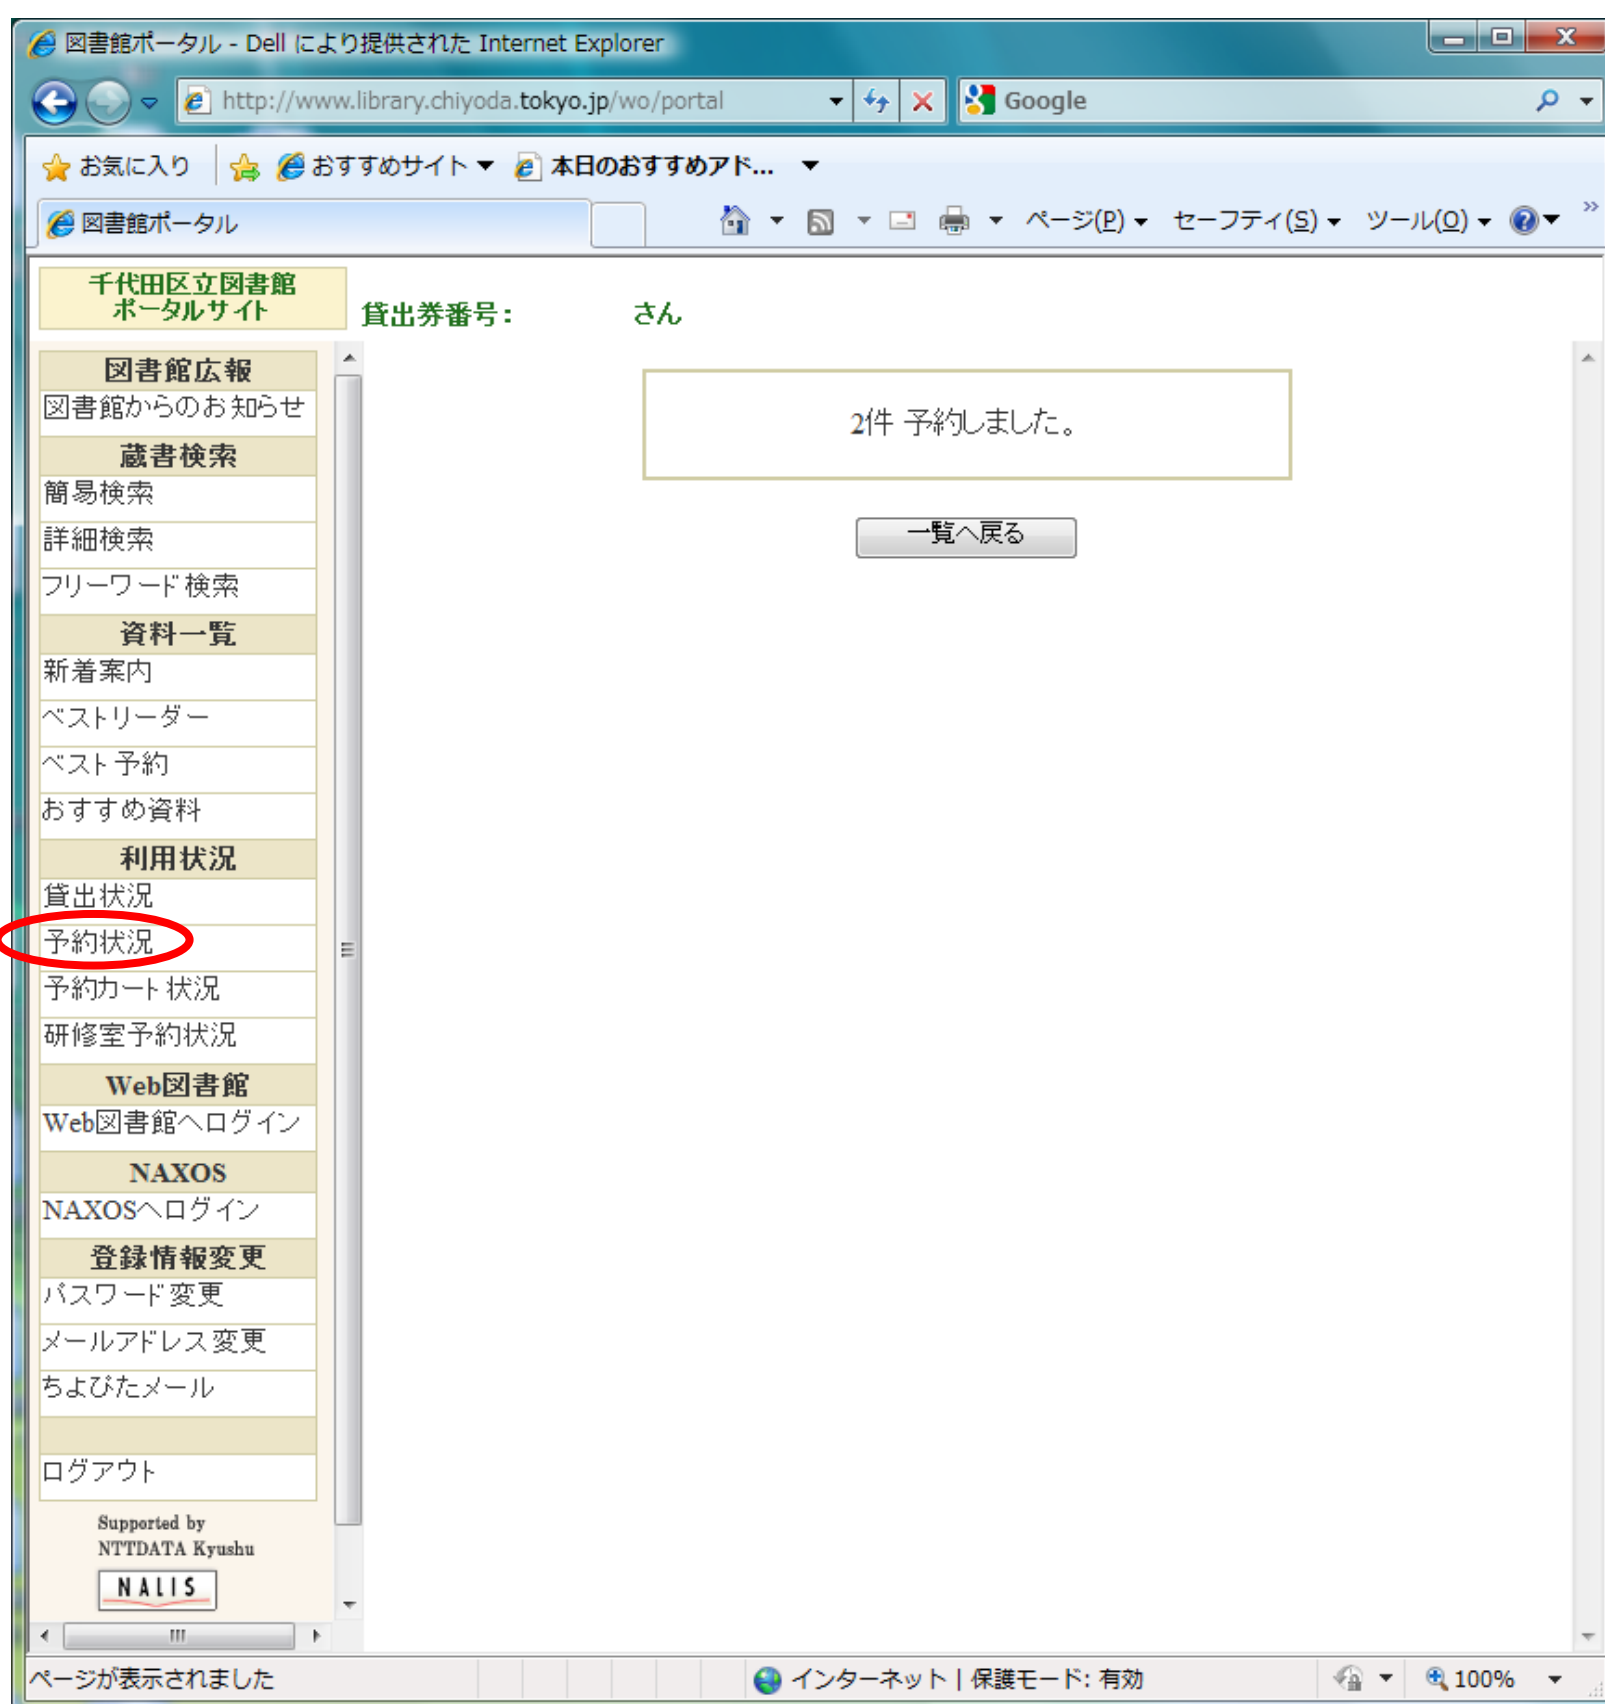 図書館ポータル - Dell により提供された Internet Explorer
http://www.library.chiyoda.tokyo.jp/wo/portal
Google
お気に入り
おすすめサイト
本日のおすすめアド...
図書館ポータル
ページ(P)
セーフティ(S)
ツール(O)
千代田区立図書館
ポータルサイト
貸出券番号： さん
図書館広報
図書館からのお知らせ
蔵書検索
簡易検索
詳細検索
フリーワード検索
資料一覧
新着案内
ベストリーダー
ベスト予約
おすすめ資料
利用状況
貸出状況
予約状況
予約カート状況
研修室予約状況
Web図書館
Web図書館へログイン
NAXOS
NAXOSへログイン
登録情報変更
パスワード変更
メールアドレス変更
ちよぴたメール
ログアウト
Supported by
NTTDATA Kyushu
NALIS
2件 予約しました。
一覧へ戻る
ページが表示されました
インターネット | 保護モード: 有効
100%